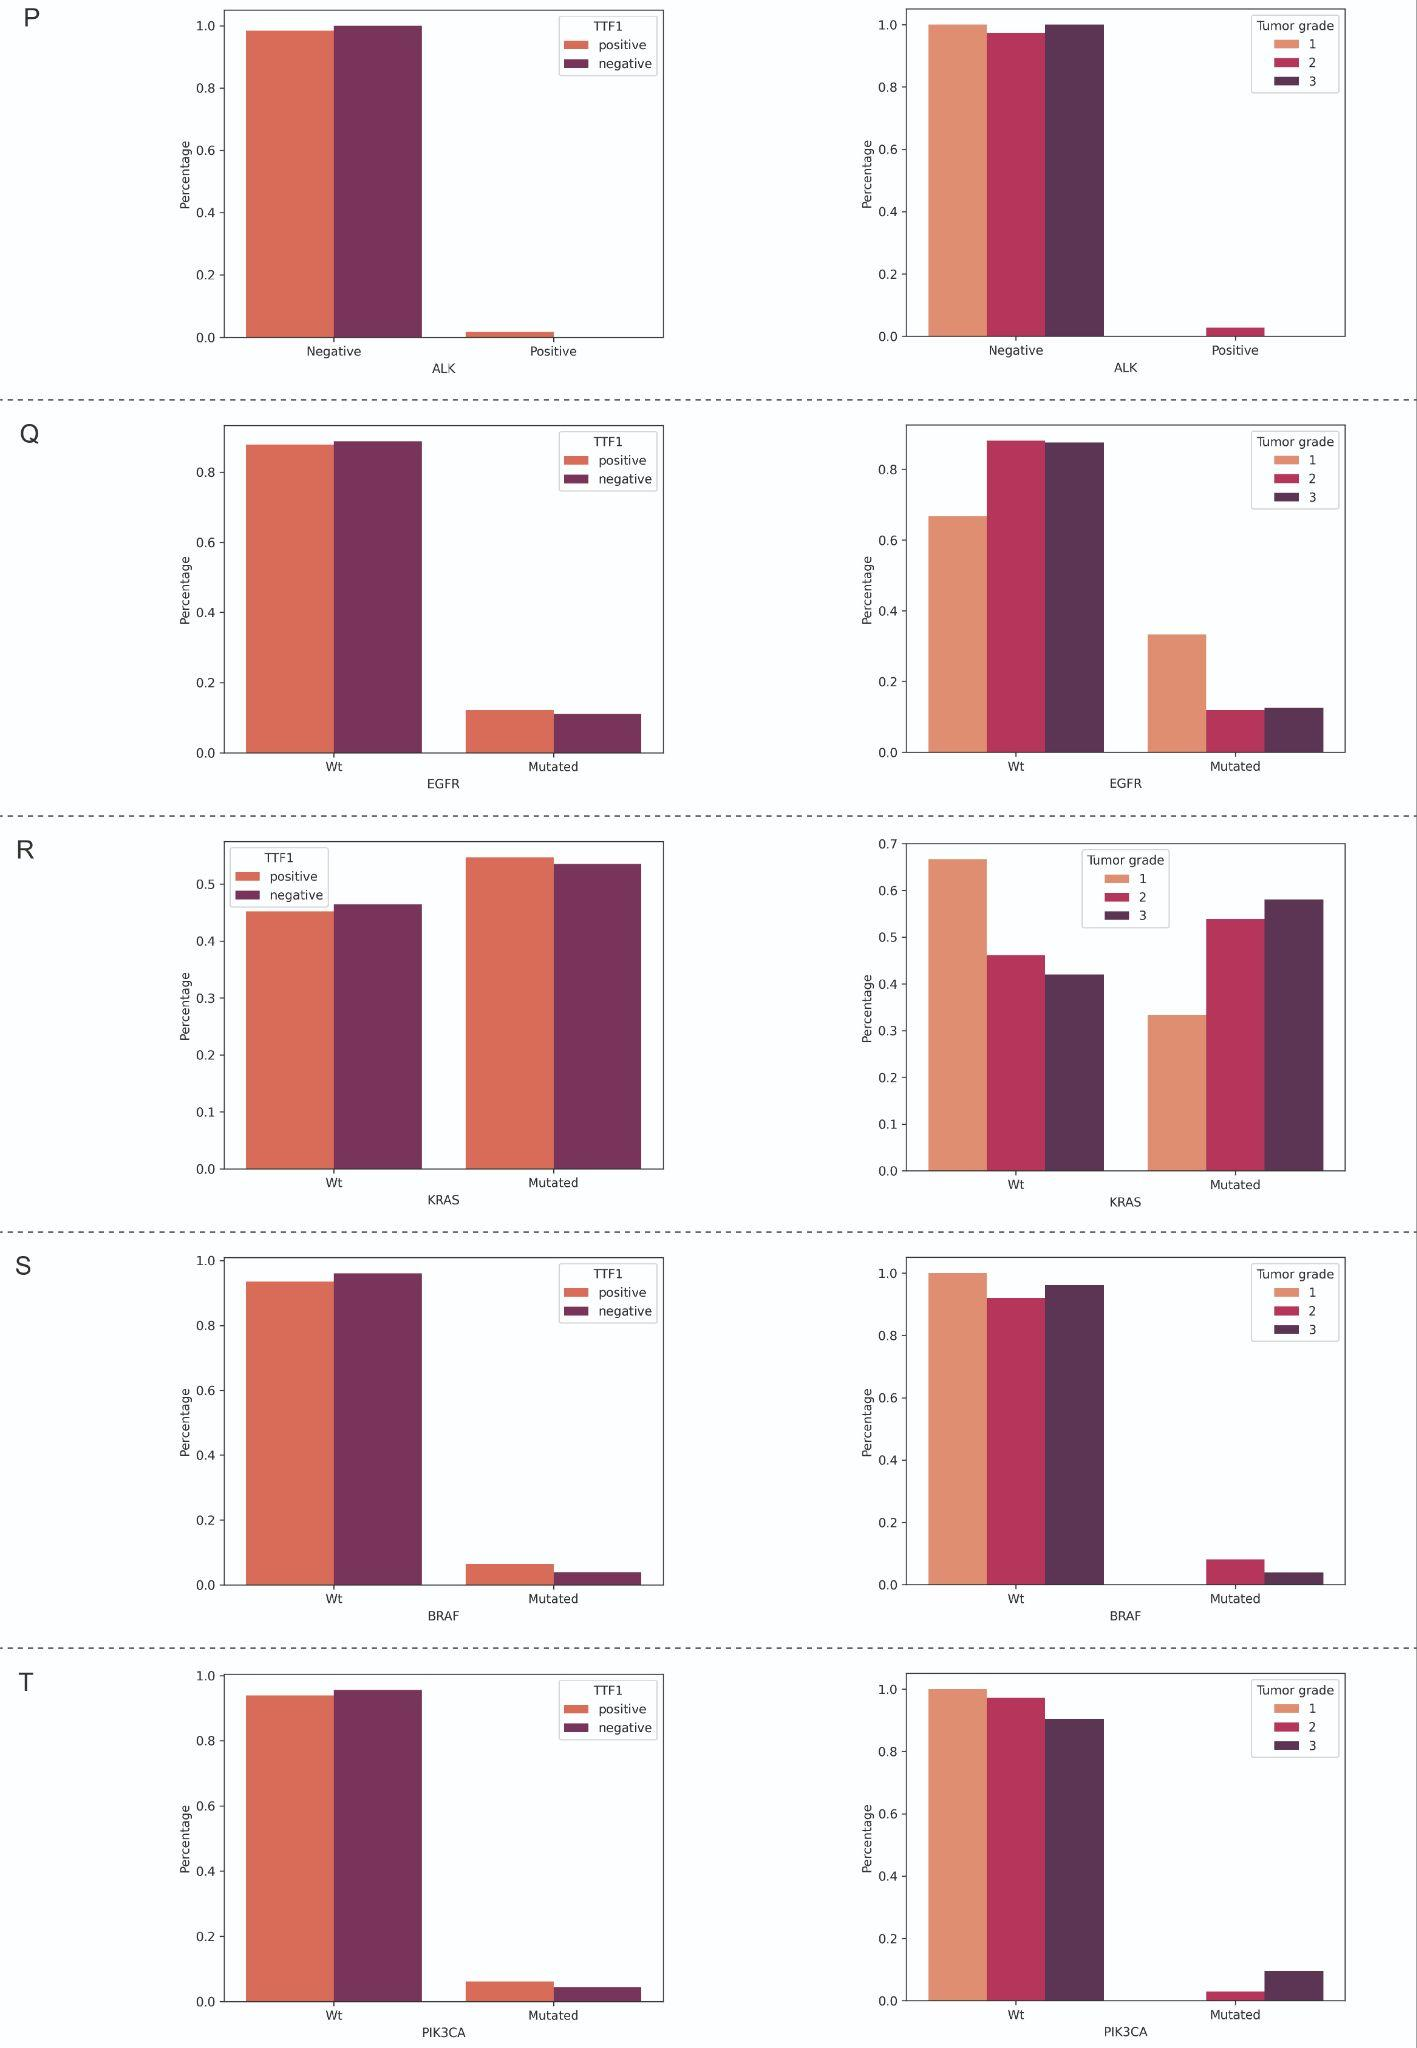 P
1.0
0.8
0.6
0.4
0.2
0.0
Percentage
TTF1
positive
negative
Negative
Positive
ALK
1.0
0.8
0.6
0.4
0.2
0.0
Percentage
Tumor grade
1
2
3
Negative
Positive
ALK
Q
0.8
0.6
0.4
0.2
0.0
Percentage
TTF1
positive
negative
Wt
Mutated
EGFR
0.8
0.6
0.4
0.2
0.0
Percentage
Tumor grade
1
2
3
Wt
Mutated
EGFR
R
0.5
0.4
0.3
0.2
0.1
0.0
Percentage
TTF1
positive
negative
Wt
Mutated
KRAS
0.7
0.6
0.5
0.4
0.3
0.2
0.1
0.0
Percentage
Tumor grade
1
2
3
Wt
Mutated
KRAS
S
1.0
0.8
0.6
0.4
0.2
0.0
Percentage
TTF1
positive
negative
Wt
Mutated
BRAF
1.0
0.8
0.6
0.4
0.2
0.0
Percentage
Tumor grade
1
2
3
Wt
Mutated
BRAF
T
1.0
0.8
0.6
0.4
0.2
0.0
Percentage
TTF1
positive
negative
Wt
Mutated
PIK3CA
1.0
0.8
0.6
0.4
0.2
0.0
Percentage
Tumor grade
1
2
3
Wt
Mutated
PIK3CA